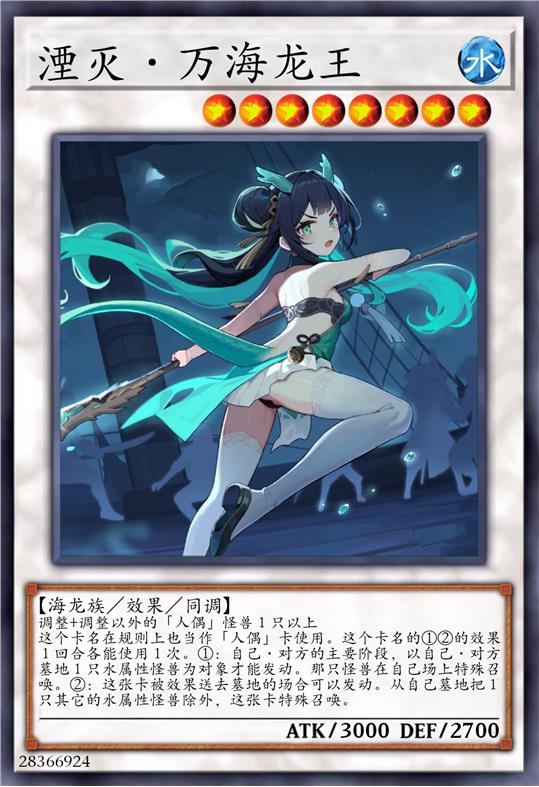 湮灭·万海龙王
水
【海龙族／效果／同调】
调整+调整以外的「人偶」怪兽１只以上
这个卡名在规则上也当作「人偶」卡使用。这个卡名的①②的效果
１回合各能使用１次。①：自己·对方的主要阶段，以自己·对方
墓地１只水属性怪兽为对象才能发动。那只怪兽在自己场上特殊召
唤。②：这张卡被效果送去墓地的场合可以发动。从自己墓地把１
只其它的水属性怪兽除外，这张卡特殊召唤。
ATK/3000 DEF/2700
28366924